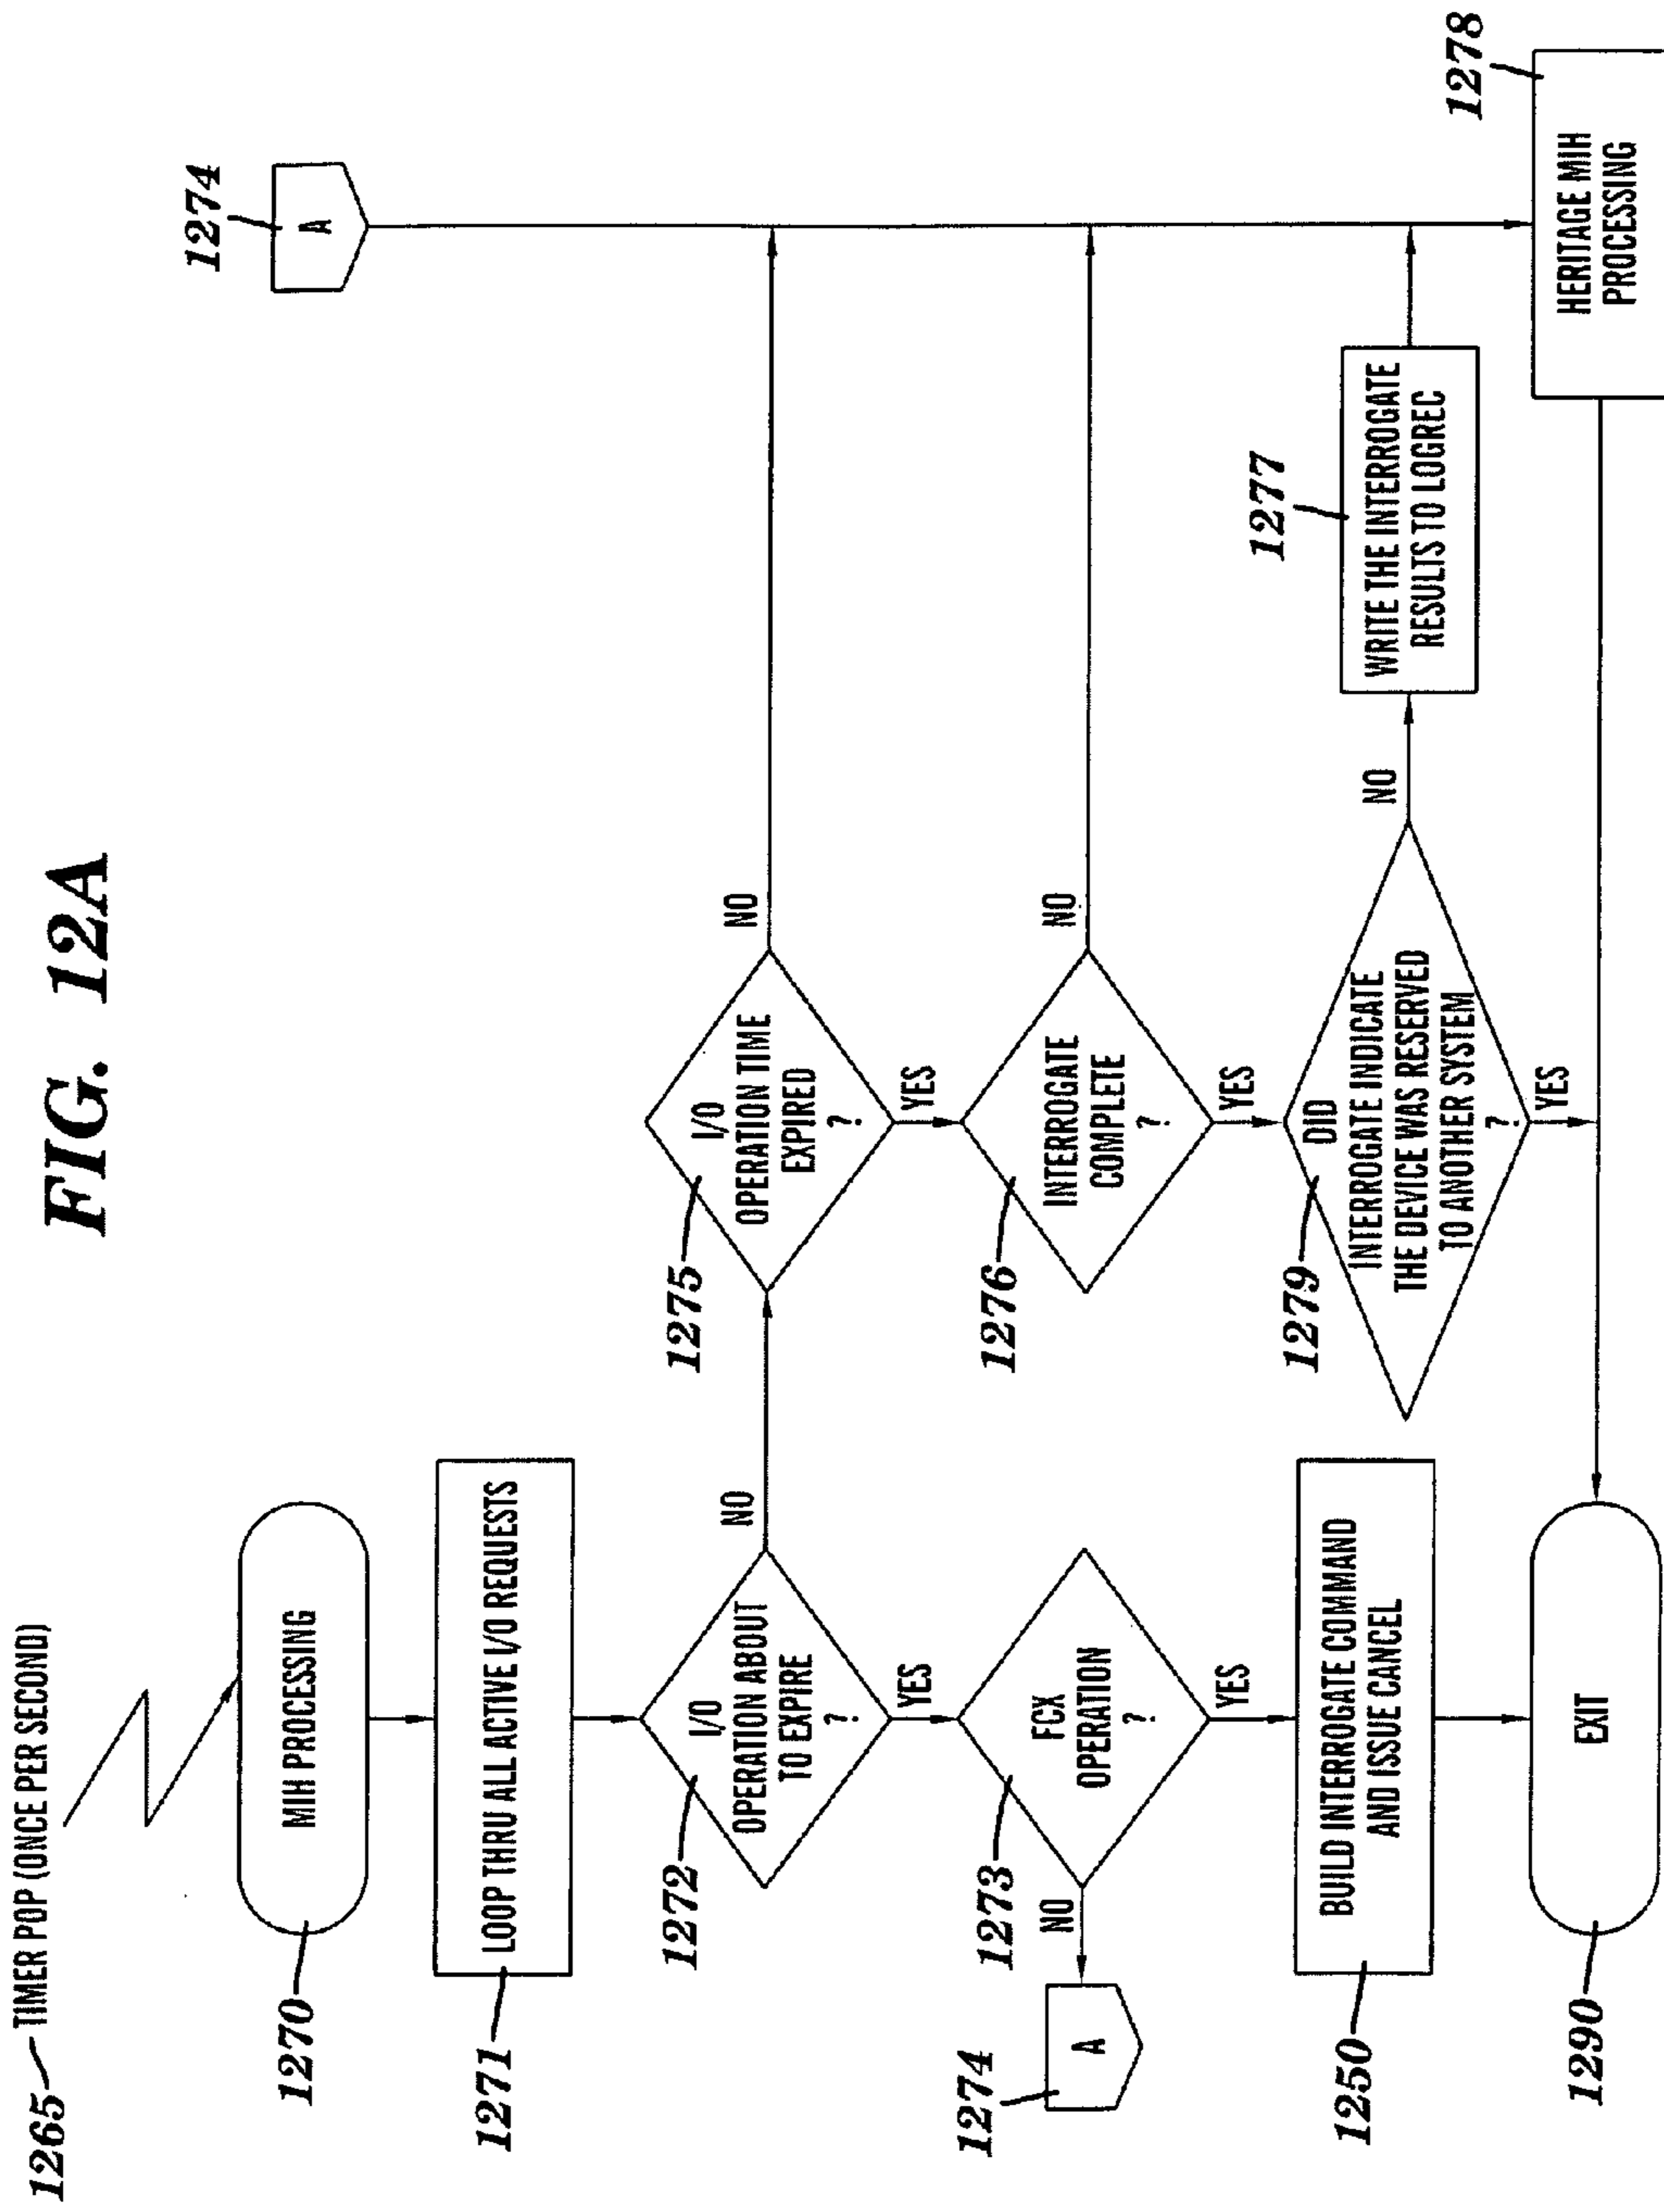 FIG. 12A
1265
TIMER POP (ONCE PER SECOND)
1270
MIH PROCESSING
1274
A
1271
LOOP THRU ALL ACTIVE I/O REQUESTS
1272
I/O
OPERATION ABOUT
TO EXPIRE
?
NO
YES
1275
I/O
OPERATION TIME
EXPIRED
?
NO
YES
1273
FCX
OPERATION
?
NO
YES
1274
A
1276
INTERROGATE
COMPLETE
?
NO
YES
1250
BUILD INTERROGATE COMMAND
AND ISSUE CANCEL
1279
DID
INTERROGATE INDICATE
THE DEVICE WAS RESERVED
TO ANOTHER SYSTEM
?
NO
YES
1277
WRITE THE INTERROGATE
RESULTS TO LOGREC
1290
EXIT
1278
HERITAGE MIH
PROCESSING